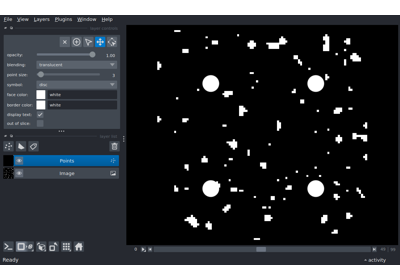 File View Layers Plugins Window Help
opacity: 1.00
blending: translucent
point size:
symbol: disc
face color: white
border color: white
display text:
out of slice:
Points
Image
Ready
activity